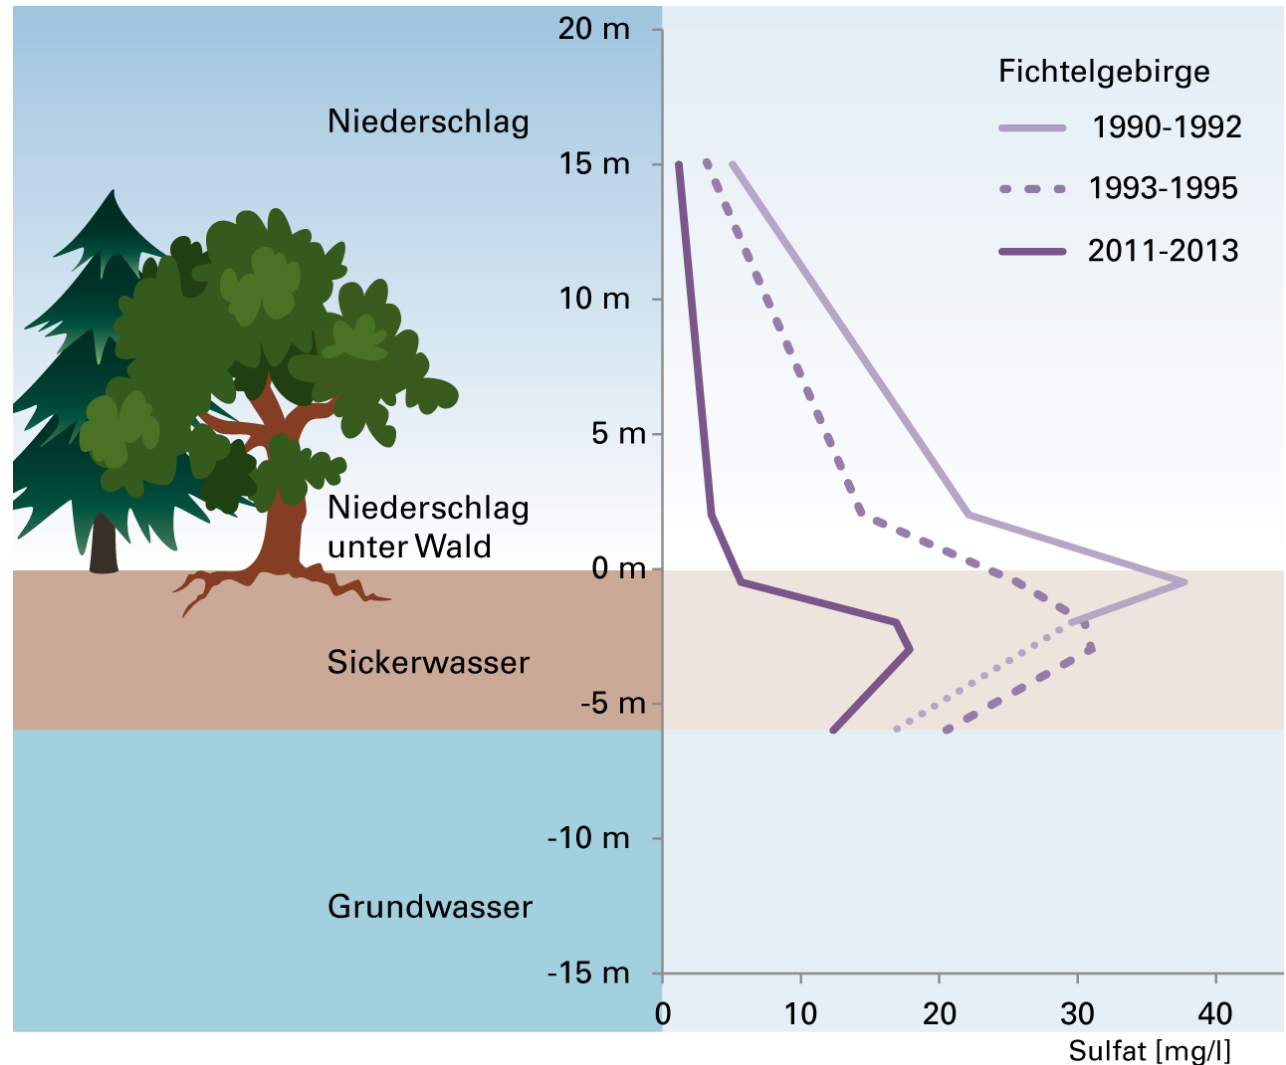 20 m
Fichtelgebirge
Niederschlag
1990-1992
15 m
1993-1995
2011-2013
10 m
5 m
Niederschlag
unter Wald
0 m
Sickerwasser
-5 m
-10 m
Grundwasser
-15 m
0 10 20 30 40
Sulfat [mg/l]